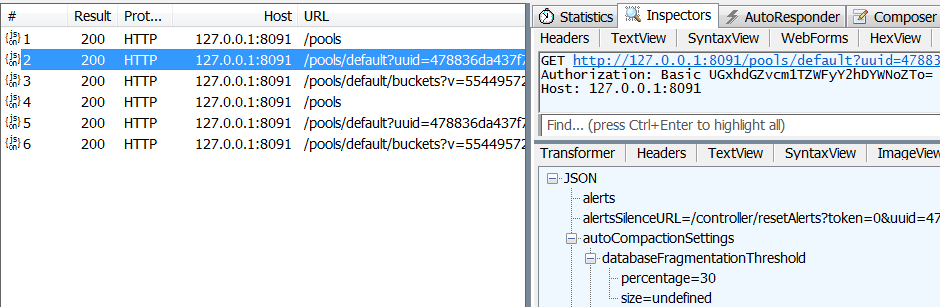 # Result Prot... Host URL
1 200 HTTP 127.0.0.1:8091 /pools
2 200 HTTP 127.0.0.1:8091 /pools/default?uuid=478836da437f7
3 200 HTTP 127.0.0.1:8091 /pools/default/buckets?v=55449572
4 200 HTTP 127.0.0.1:8091 /pools
5 200 HTTP 127.0.0.1:8091 /pools/default?uuid=478836da437f7
6 200 HTTP 127.0.0.1:8091 /pools/default/buckets?v=55449572
Statistics Inspectors AutoResponder Composer
Headers TextView SyntaxView WebForms HexView
GET http://127.0.0.1:8091/pools/default?uuid=47883
Authorization: Basic UGxhdGZvcm1TZWFyY2hDYWNoZTo=
Host: 127.0.0.1:8091
Find... (press Ctrl+Enter to highlight all)
Transformer Headers TextView SyntaxView ImageView
JSON
alerts
alertsSilenceURL=/controller/resetAlerts?token=0&uuid=47
autoCompactionSettings
databaseFragmentationThreshold
percentage=30
size=undefined